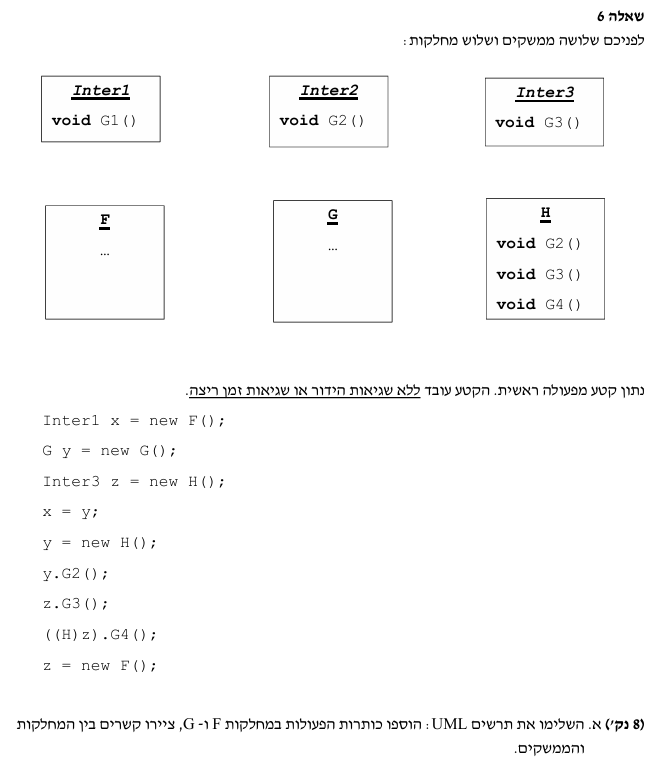 שאלה 6
לפניכם שלושה ממשקים ושלוש מחלקות:
Inter1
void G1()
Inter2
void G2()
Inter3
void G3()
F
...
G
...
H
void G2()
void G3()
void G4()
נתון קטע מפעולה ראשית. הקטע עובד ללא שגיאות הידור או שגיאות זמן ריצה.
Inter1 x = new F();
G y = new G();
Inter3 z = new H();
x = y;
y = new H();
y.G2();
z.G3();
((H)z).G4();
z = new F();
(8 נק') א. השלימו את תרשים UML: הוסיפו כותרות הפעולות במחלקות F ו- G, ציירו קשרים בין המחלקות
והממשקים.